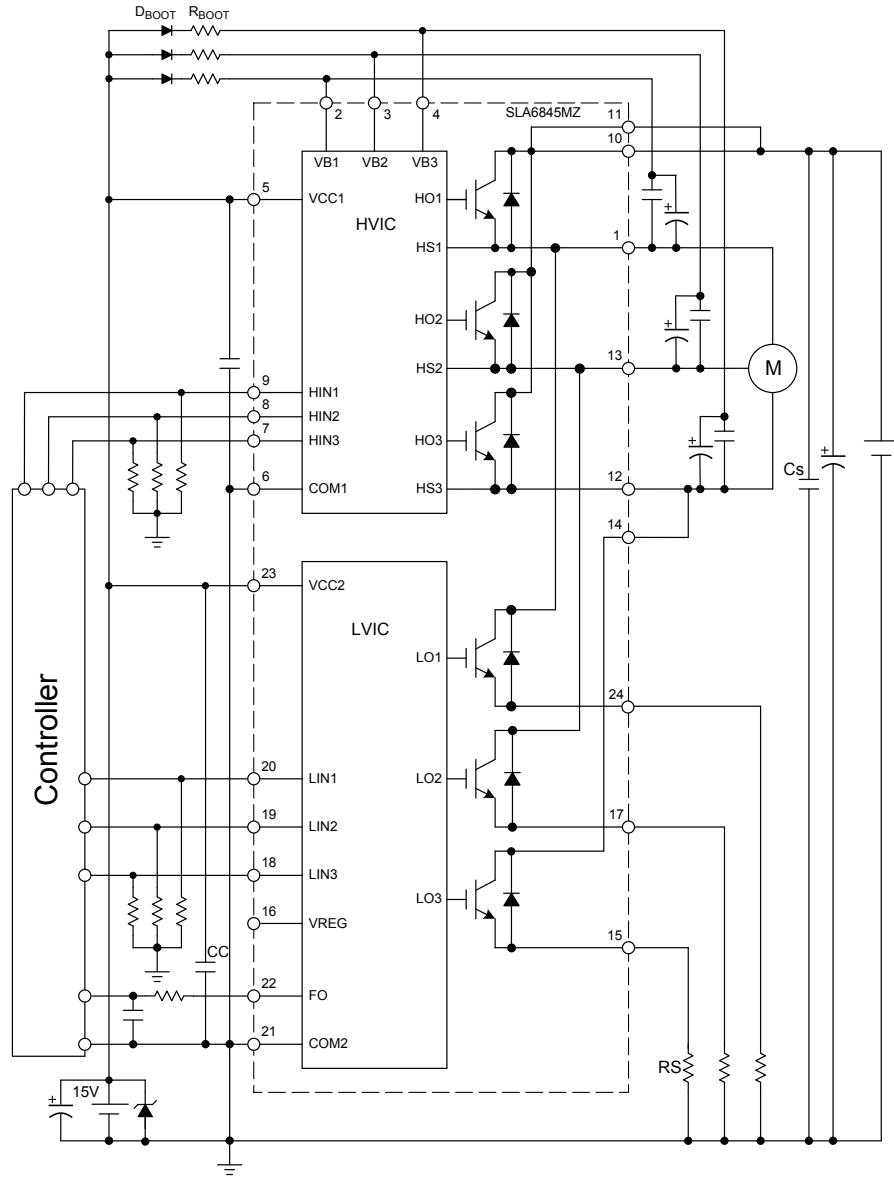 DBOOT RBOOT
SLA6845MZ
2 3 4 11
10
VB1 VB2 VB3
5 VCC1 HO1
HVIC
HS1 1
HO2
HS2 13
M
9 HIN1
8 HIN2
7 HIN3 HO3
6 COM1 HS3 12
Cs
14
23 VCC2
LVIC
LO1
24
Controller
20 LIN1 LO2
19 LIN2 17
18 LIN3
LO3
16 VREG
15
CC
22 FO
21 COM2
RS
15V
+
+
+
+
+